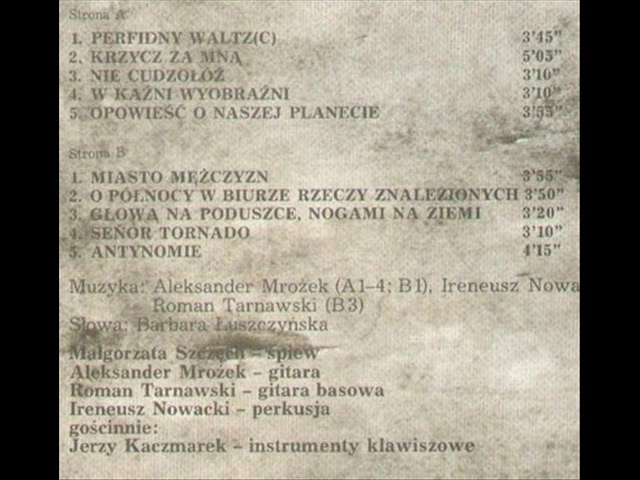 Strona A
1. PERFIDNY WALTZ(C) 3'45"
2. KRZYCZ ZA MNĄ 5'05"
3. NIE CUDZOŁÓŻ 3'10"
4. W KAŹNI WYOBRAŹNI 3'10"
5. OPOWIEŚĆ O NASZEJ PLANECIE 3'55"
Strona B
1. MIASTO MĘŻCZYZN 3'55"
2. O PÓŁNOCY W BIURZE RZECZY ZNALEZIONYCH 3'50"
3. GŁOWĄ NA PODUSZCE, NOGAMI NA ZIEMI 3'20"
4. SEÑOR TORNADO 3'10"
5. ANTYNOMIE 4'15"
Muzyka: Aleksander Mrożek (A1-4; B1), Ireneusz Nowa
Roman Tarnawski (B3)
Słowa: Barbara Łuszczyńska
Małgorzata Szczęch – śpiew
Aleksander Mrożek – gitara
Roman Tarnawski – gitara basowa
Ireneusz Nowacki – perkusja
gościnnie:
Jerzy Kaczmarek – instrumenty klawiszowe